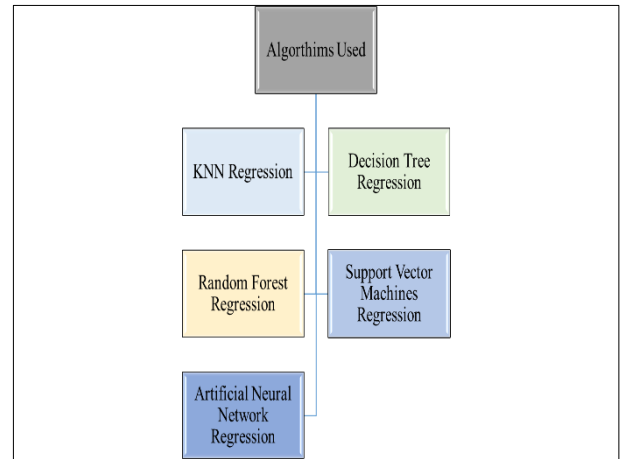 Algorthims Used
KNN Regression
Decision Tree
Regression
Random Forest
Regression
Support Vector
Machines
Regression
Artificial Neural
Network
Regression